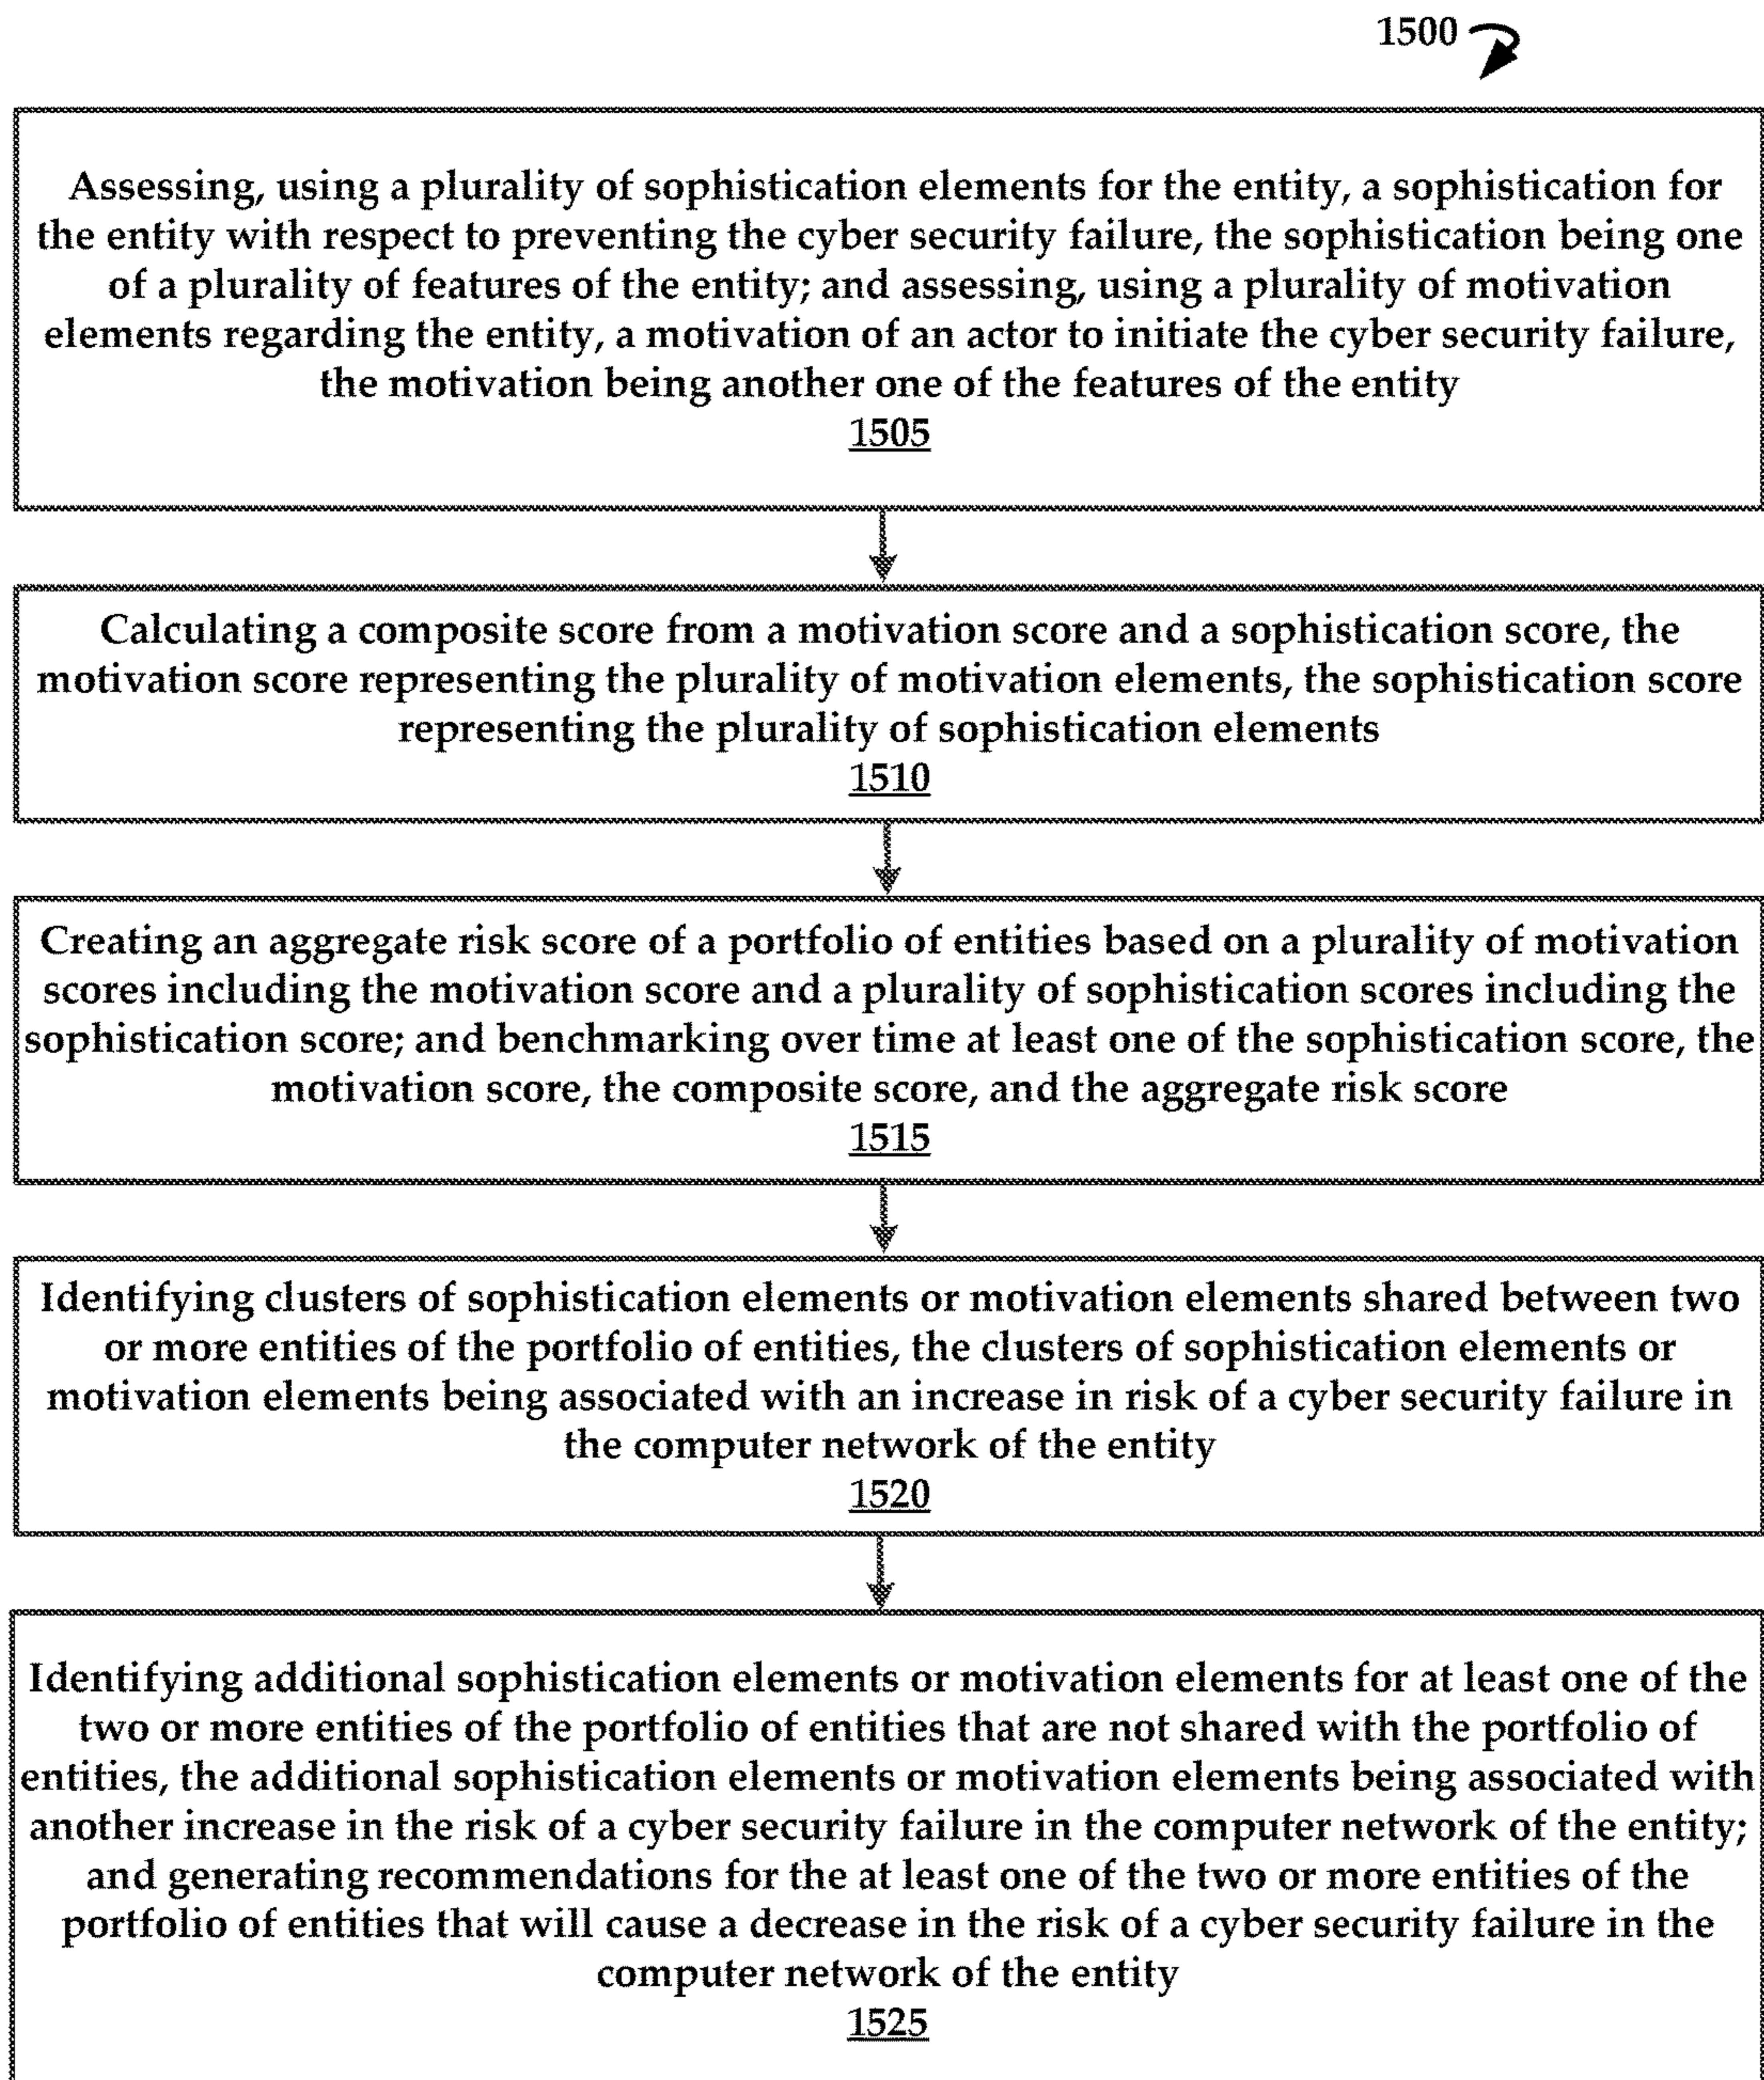 1500
Assessing, using a plurality of sophistication elements for the entity, a sophistication for
the entity with respect to preventing the cyber security failure, the sophistication being one
of a plurality of features of the entity; and assessing, using a plurality of motivation
elements regarding the entity, a motivation of an actor to initiate the cyber security failure,
the motivation being another one of the features of the entity
1505
Calculating a composite score from a motivation score and a sophistication score, the
motivation score representing the plurality of motivation elements, the sophistication score
representing the plurality of sophistication elements
1510
Creating an aggregate risk score of a portfolio of entities based on a plurality of motivation
scores including the motivation score and a plurality of sophistication scores including the
sophistication score; and benchmarking over time at least one of the sophistication score, the
motivation score, the composite score, and the aggregate risk score
1515
Identifying clusters of sophistication elements or motivation elements shared between two
or more entities of the portfolio of entities, the clusters of sophistication elements or
motivation elements being associated with an increase in risk of a cyber security failure in
the computer network of the entity
1520
Identifying additional sophistication elements or motivation elements for at least one of the
two or more entities of the portfolio of entities that are not shared with the portfolio of
entities, the additional sophistication elements or motivation elements being associated with
another increase in the risk of a cyber security failure in the computer network of the entity;
and generating recommendations for the at least one of the two or more entities of the
portfolio of entities that will cause a decrease in the risk of a cyber security failure in the
computer network of the entity
1525